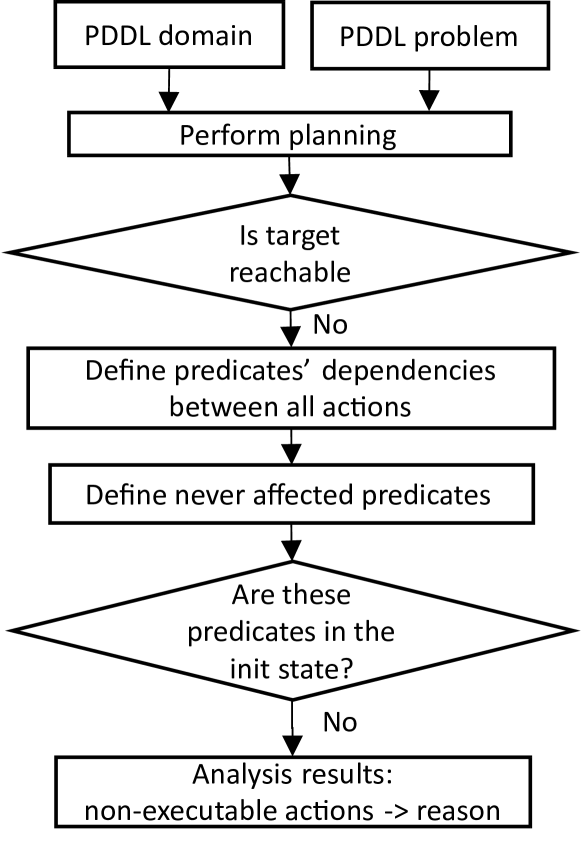 PDDL domain
PDDL problem
Perform planning
Is target
reachable
No
Define predicates’ dependencies
between all actions
Define never affected predicates
Are these
predicates in the
init state?
No
Analysis results:
non-executable actions -> reason